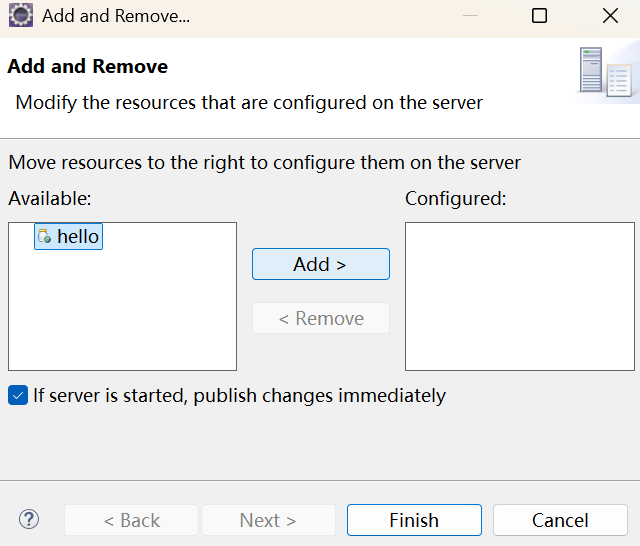 Add and Remove...
Add and Remove
Modify the resources that are configured on the server
Move resources to the right to configure them on the server
Available:
Configured:
hello
Add >
< Remove
If server is started, publish changes immediately
?
< Back
Next >
Finish
Cancel